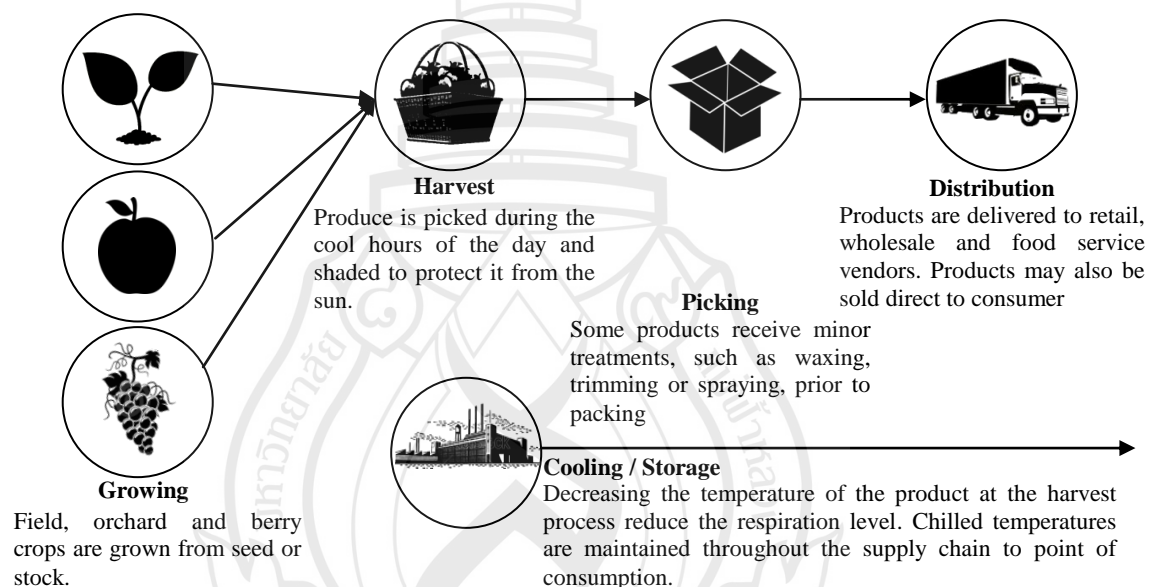 Harvest
Produce is picked during the
cool hours of the day and
shaded to protect it from the
sun.
Distribution
Products are delivered to retail,
wholesale and food service
vendors. Products may also be
sold direct to consumer
Picking
Some products receive minor
treatments, such as waxing,
trimming or spraying, prior to
packing
Growing
Field, orchard and berry
crops are grown from seed or
stock.
Cooling / Storage
Decreasing the temperature of the product at the harvest
process reduce the respiration level. Chilled temperatures
are maintained throughout the supply chain to point of
consumption.